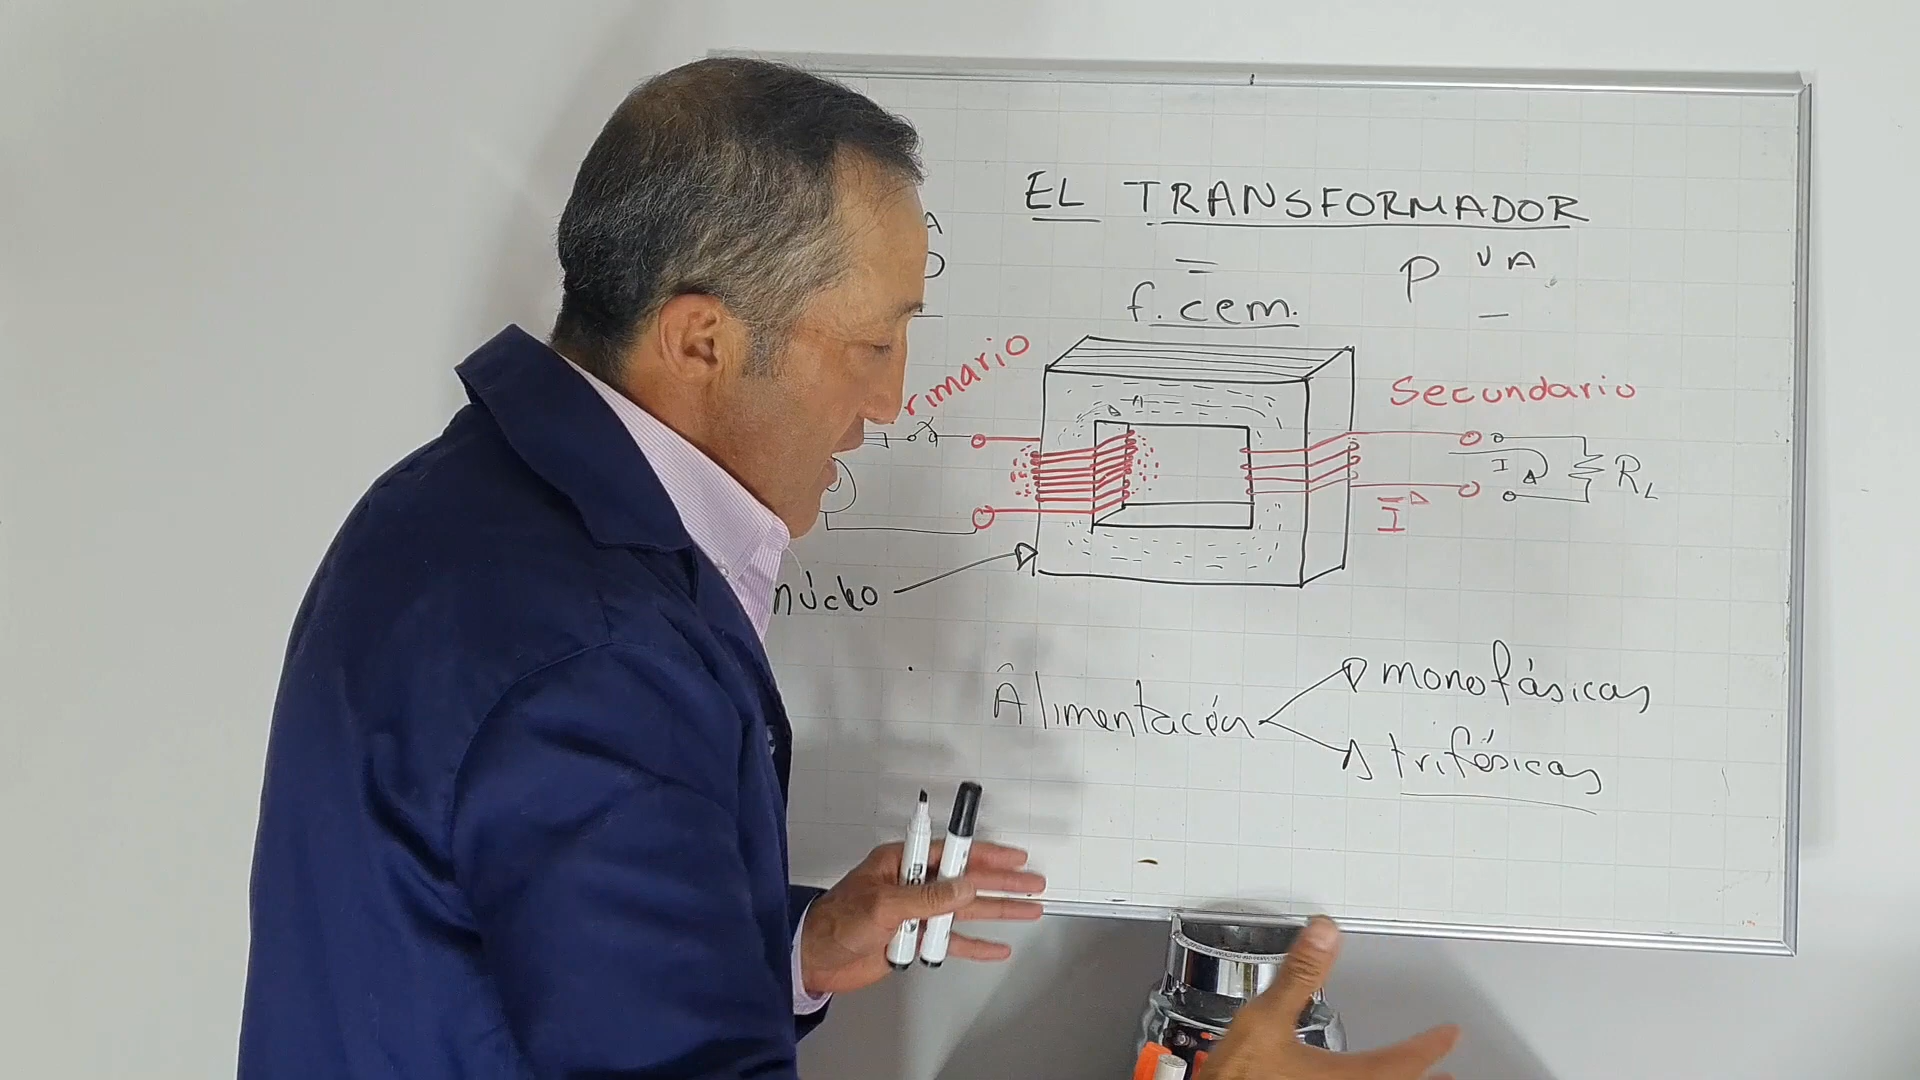 EL TRANSFORMADOR
A
P VA
f. cem.
rimario
Secundario
I
RL
I
núcleo
Alimentación
monofásicas
trifásicas